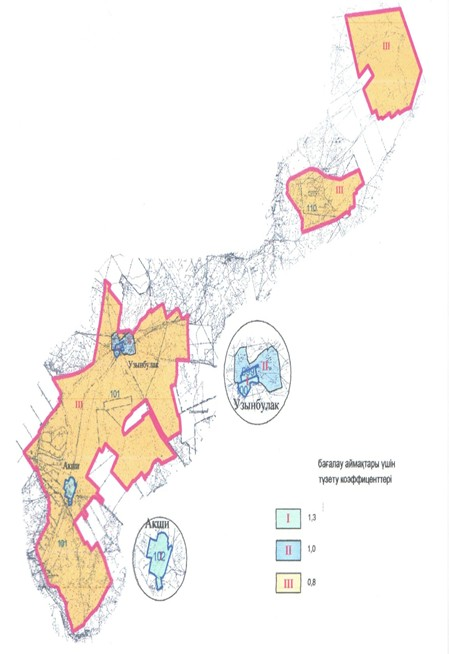 III
III
110
Узынбулак
II
Узынбулак
101
III
Акши
101
Акши
102
бағалау аймақтары үшін
түзету коэффиценттері
I 1,3
II 1,0
III 0,8